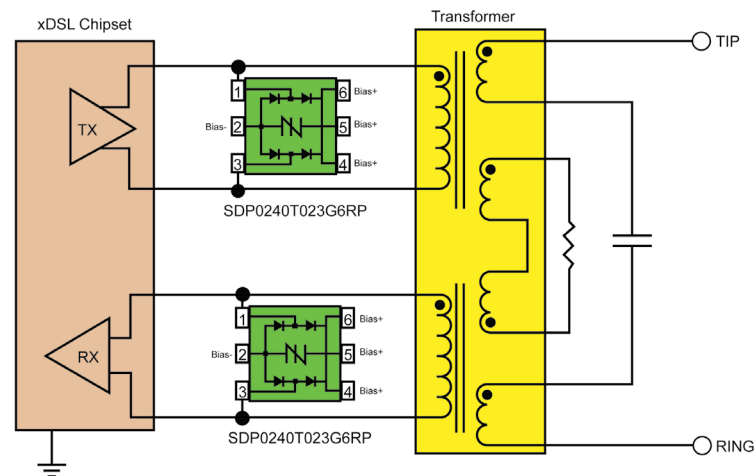 xDSL Chipset
Transformer
TIP
1
6 Bias+
TX
Bias- 2
5 Bias+
3
4 Bias+
SDP0240T023G6RP
1
6 Bias+
RX
Bias- 2
5 Bias+
3
4 Bias+
SDP0240T023G6RP
RING